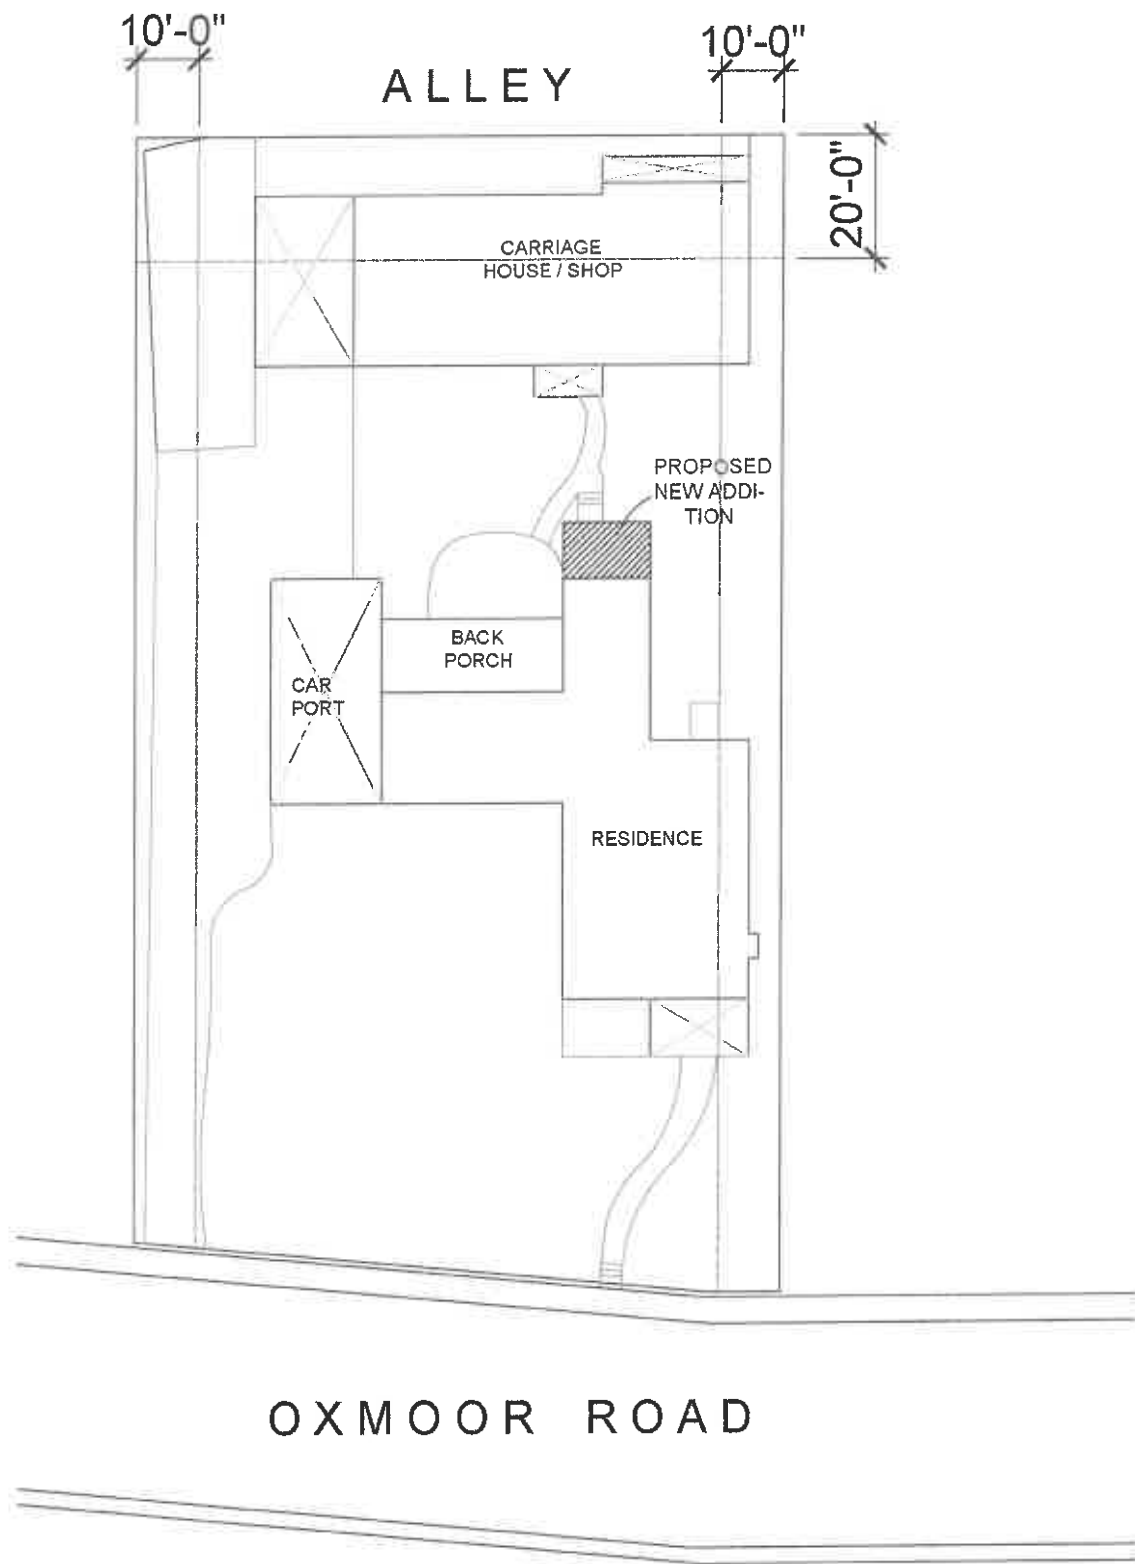 10'-0"
10'-0"
ALLEY
20'-0"
CARRIAGE
HOUSE / SHOP
PROPOSED
NEW ADDI-
TION
BACK
PORCH
CAR
PORT
RESIDENCE
OXMOOR ROAD